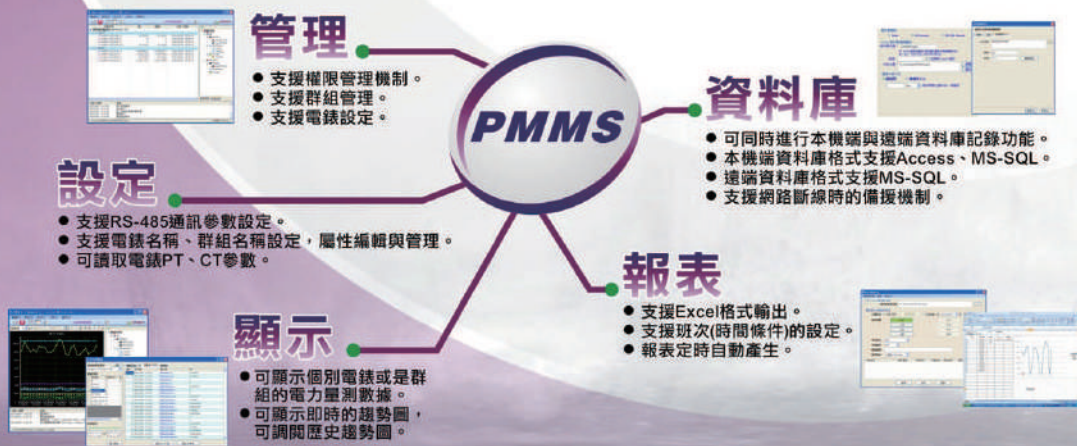 管理
● 支援權限管理機制。
● 支援群組管理。
● 支援電錶設定。
PMMS
資料庫
● 可同時進行本機端與遠端資料庫記錄功能。
● 本機端資料庫格式支援Access、MS-SQL。
● 遠端資料庫格式支援MS-SQL。
● 支援網路斷線時的備援機制。
設定
● 支援RS-485通訊參數設定。
● 支援電錶名稱、群組名稱設定，屬性編輯與管理。
● 可讀取電錶PT、CT參數。
報表
● 支援Excel格式輸出。
● 支援班次(時間條件)的設定。
● 報表定時自動產生。
顯示
● 可顯示個別電錶或是群
組的電力量測數據。
● 可顯示即時的趨勢圖，
可調閱歷史趨勢圖。